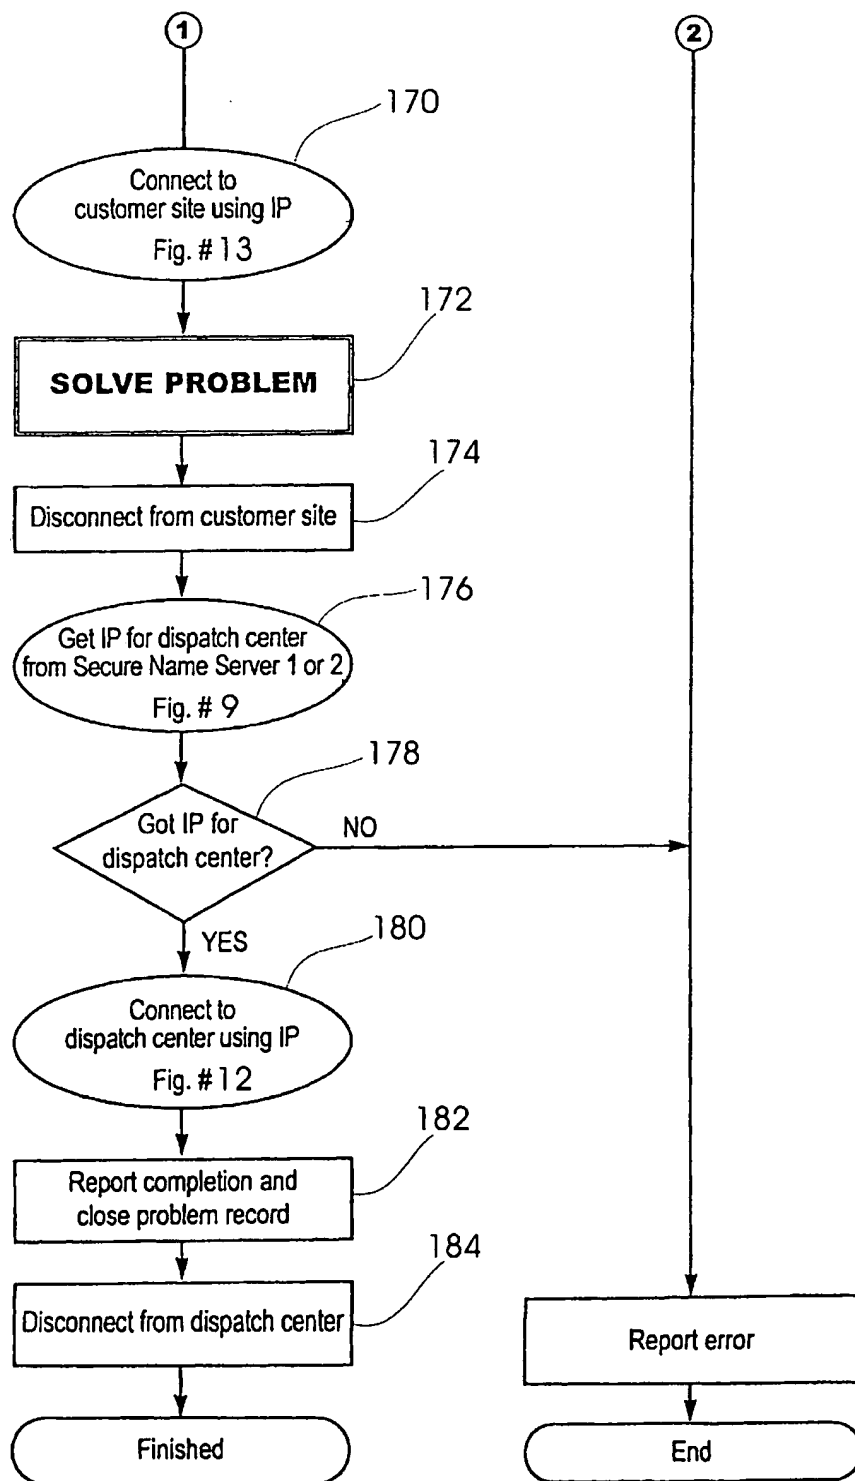 1
2
170
Connect to
customer site using IP
Fig. # 13
172
SOLVE PROBLEM
174
Disconnect from customer site
176
Get IP for dispatch center
from Secure Name Server 1 or 2
Fig. # 9
178
Got IP for
dispatch center?
NO
YES
180
Connect to
dispatch center using IP
Fig. #12
182
Report completion and
close problem record
184
Disconnect from dispatch center
Report error
Finished
End